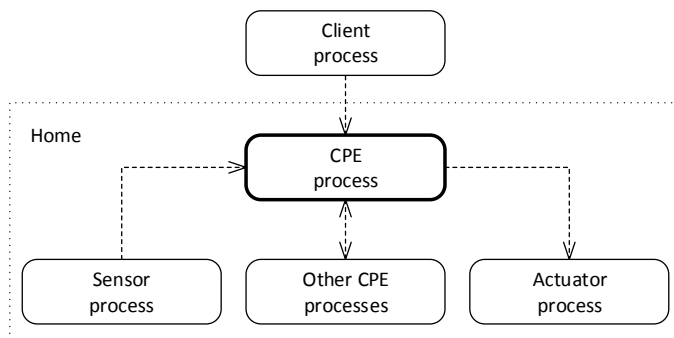 Client
process
Home
CPE
process
Sensor
process
Other CPE
processes
Actuator
process